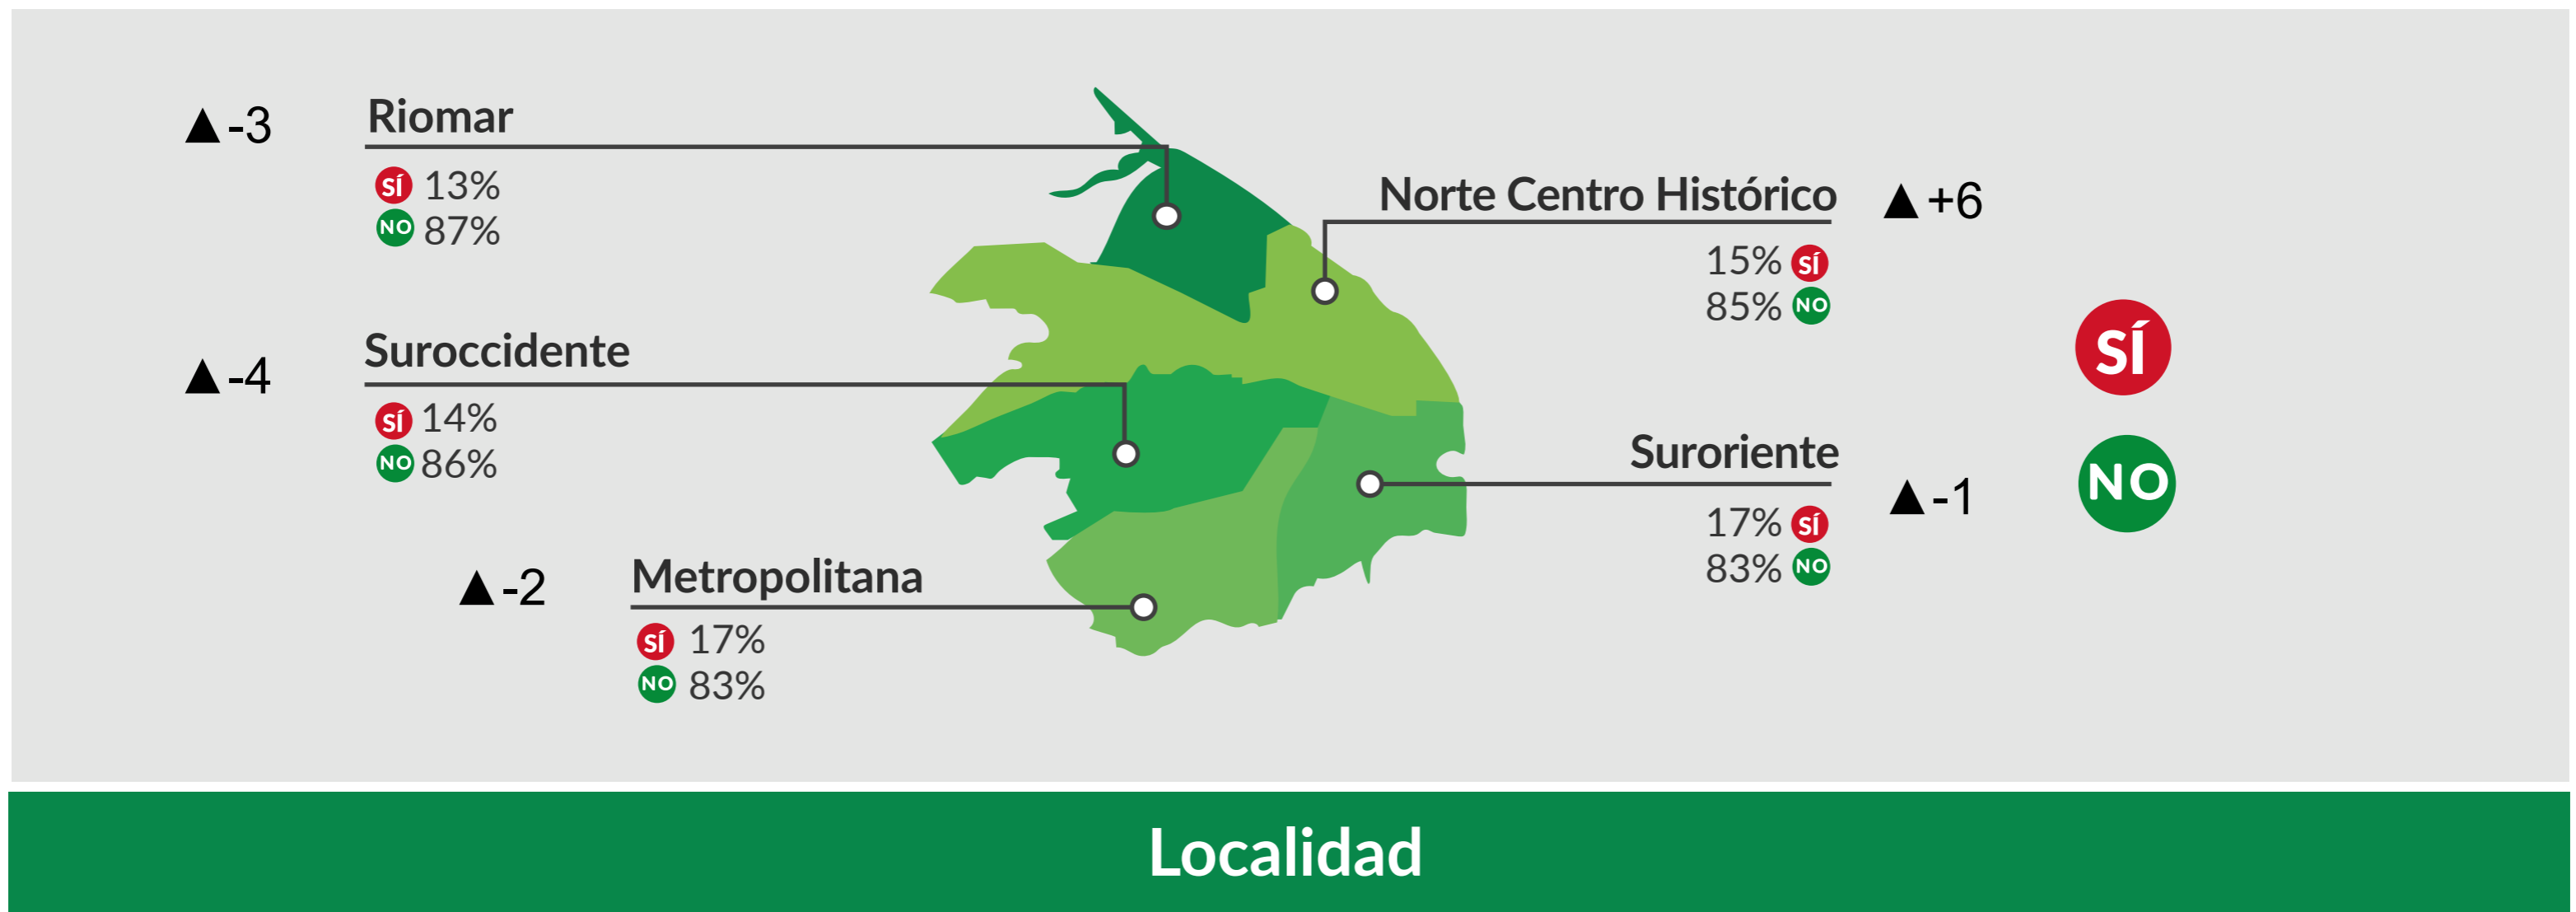 ▲-3
Riomar
SÍ 13%
NO 87%
Norte Centro Histórico
▲+6
15% SÍ
85% NO
▲-4
Suroccidente
SÍ 14%
NO 86%
SÍ
NO
Suroriente
▲-1
17% SÍ
83% NO
▲-2
Metropolitana
SÍ 17%
NO 83%
Localidad